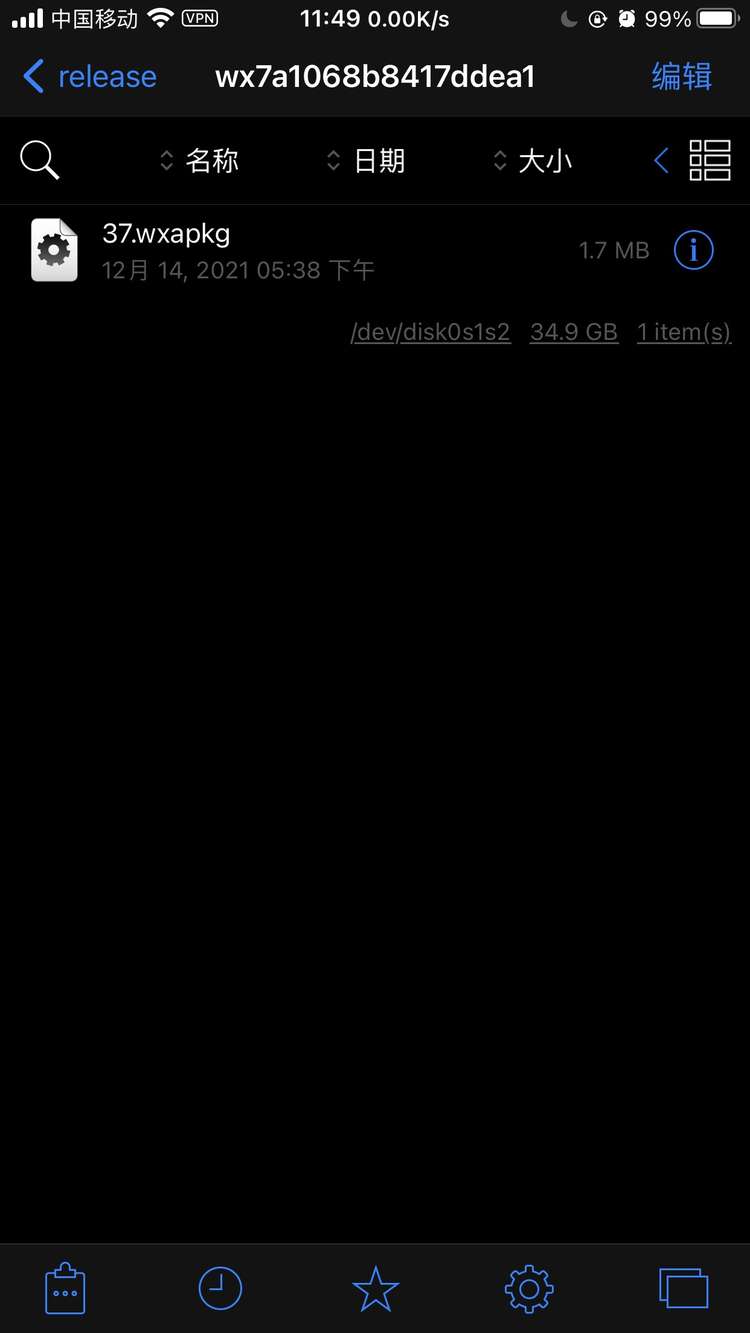 中国移动 VPN 11:49 0.00K/s 99%
release wx7a1068b8417ddea1 编辑
名称 日期 大小
37.wxapkg
12月 14, 2021 05:38 下午
1.7 MB
/dev/disk0s1s2 34.9 GB 1 item(s)